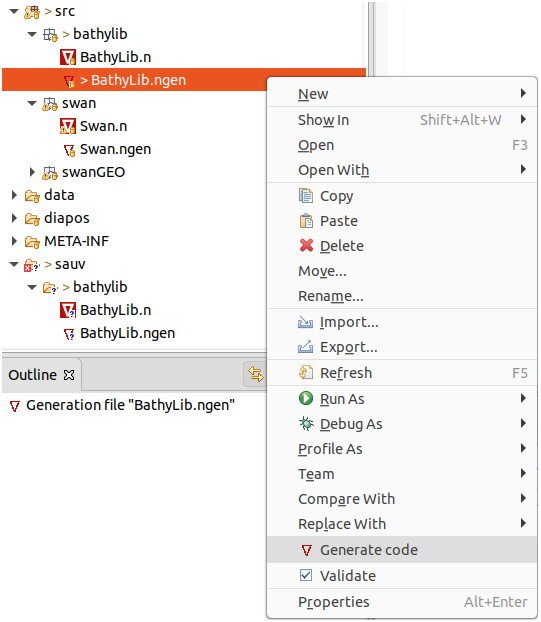 > src
> bathylib
BathyLib.n
> BathyLib.ngen
swan
Swan.n
Swan.ngen
swanGEO
data
diapos
META-INF
> sauv
> bathylib
BathyLib.n
BathyLib.ngen
Outline
Generation file "BathyLib.ngen"
New
Show In Shift+Alt+W
Open F3
Open With
Copy
Paste
Delete
Move...
Rename...
Import...
Export...
Refresh F5
Run As
Debug As
Profile As
Team
Compare With
Replace With
Generate code
Validate
Properties Alt+Enter